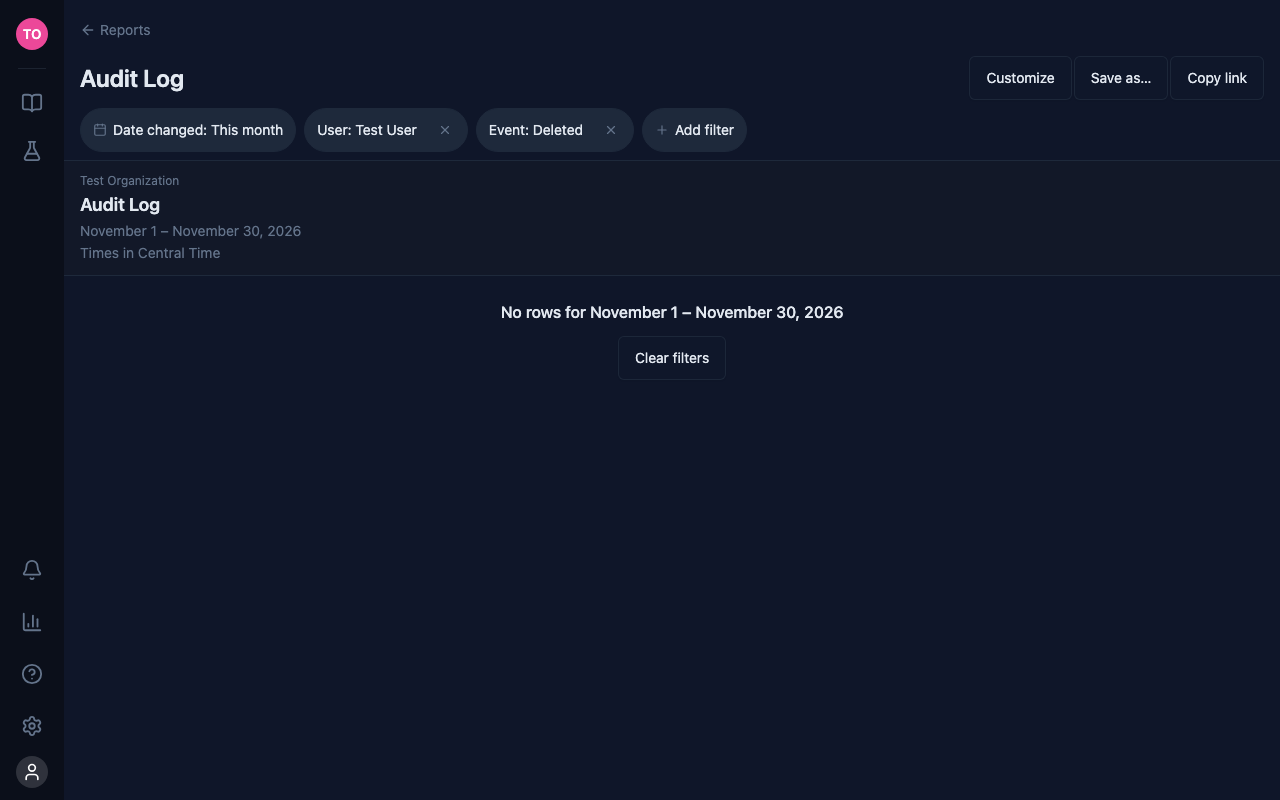 TO
Reports
Audit Log
Customize
Save as...
Copy link
Date changed: This month
User: Test User
Event: Deleted
Add filter
Test Organization
Audit Log
November 1 – November 30, 2026
Times in Central Time
No rows for November 1 – November 30, 2026
Clear filters